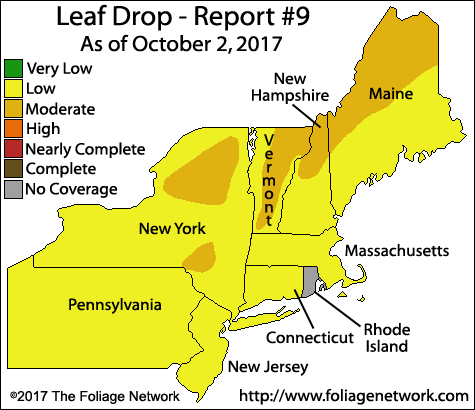 Leaf Drop - Report #9
As of October 2, 2017
Very Low
Low
Moderate
High
Nearly Complete
Complete
No Coverage
New
Hampshire
Maine
Vermont
New York
Massachusetts
Pennsylvania
Connecticut
Rhode
Island
New Jersey
©2017 The Foliage Network
http://www.foliagenetwork.com